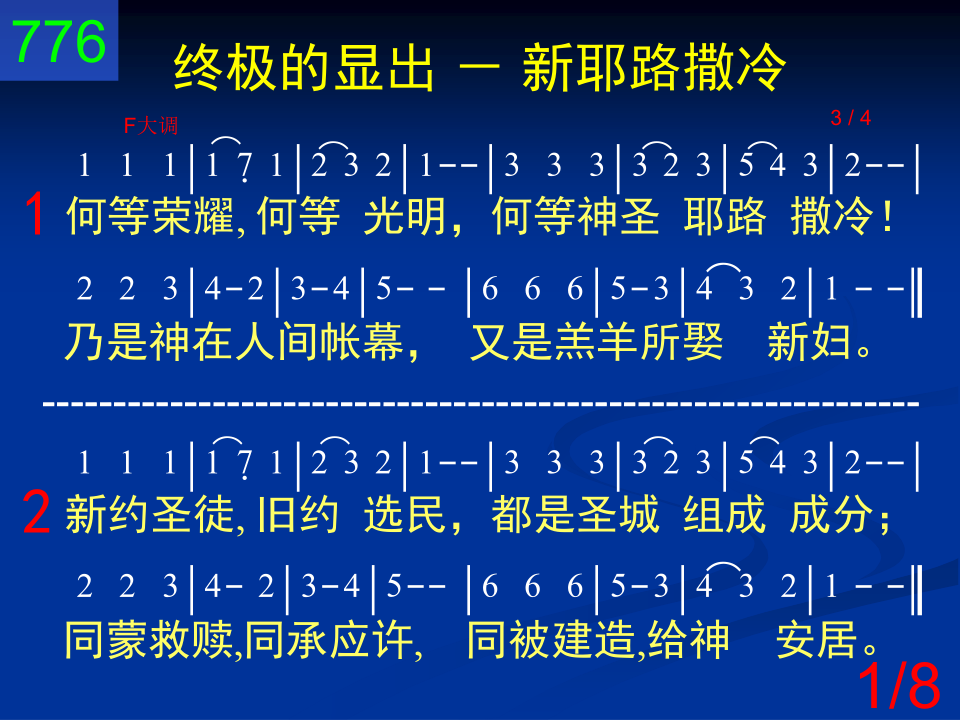 776
终极的显出 － 新耶路撒冷
F大调
3 / 4
1 1 1|1 7̣ 1|2 3 2|1--|3 3 3|3 2 3|5 4 3|2--|
1 何等荣耀, 何等 光明，何等神圣 耶路 撒冷！
2 2 3|4-2|3-4|5- - |6 6 6|5-3|4 3 2|1 - -‖
乃是神在人间帐幕， 又是羔羊所娶 新妇。
--------------------------------------------------------------
1 1 1|1 7̣ 1|2 3 2|1--|3 3 3|3 2 3|5 4 3|2--|
2 新约圣徒, 旧约 选民，都是圣城 组成 成分；
2 2 3|4- 2|3-4|5-- |6 6 6|5-3|4 3 2|1 - -‖
同蒙救赎,同承应许, 同被建造,给神 安居。
1/8